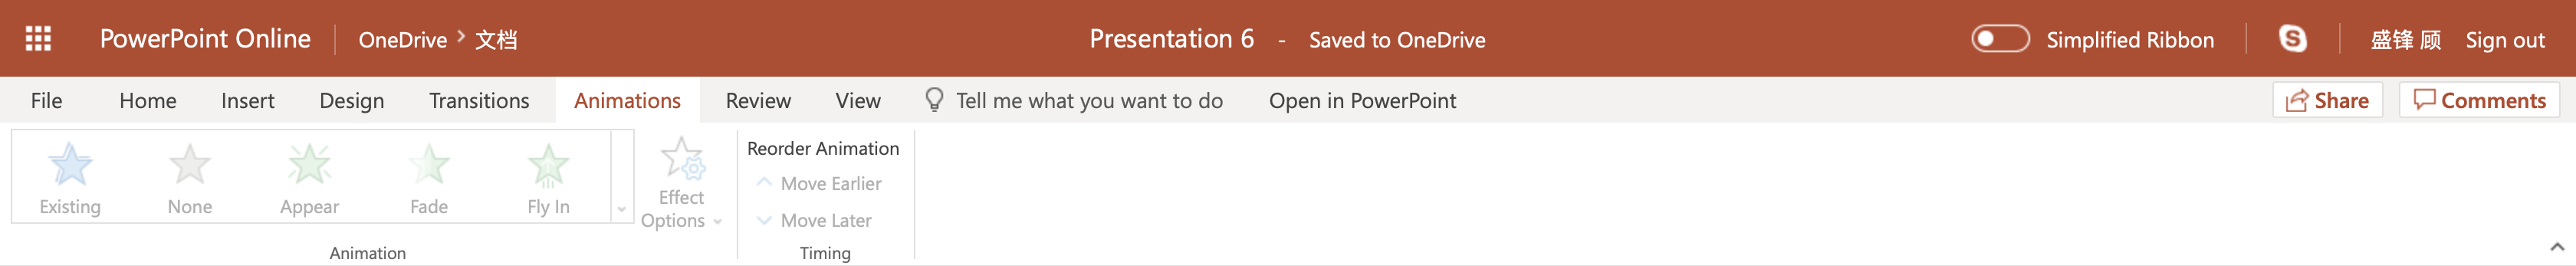 PowerPoint Online OneDrive > 文档 Presentation 6 - Saved to OneDrive Simplified Ribbon 盛锋 顾 Sign out
File Home Insert Design Transitions Animations Review View Tell me what you want to do Open in PowerPoint Share Comments
Existing None Appear Fade Fly In
Effect
Options
Animation
Reorder Animation
Move Earlier
Move Later
Timing